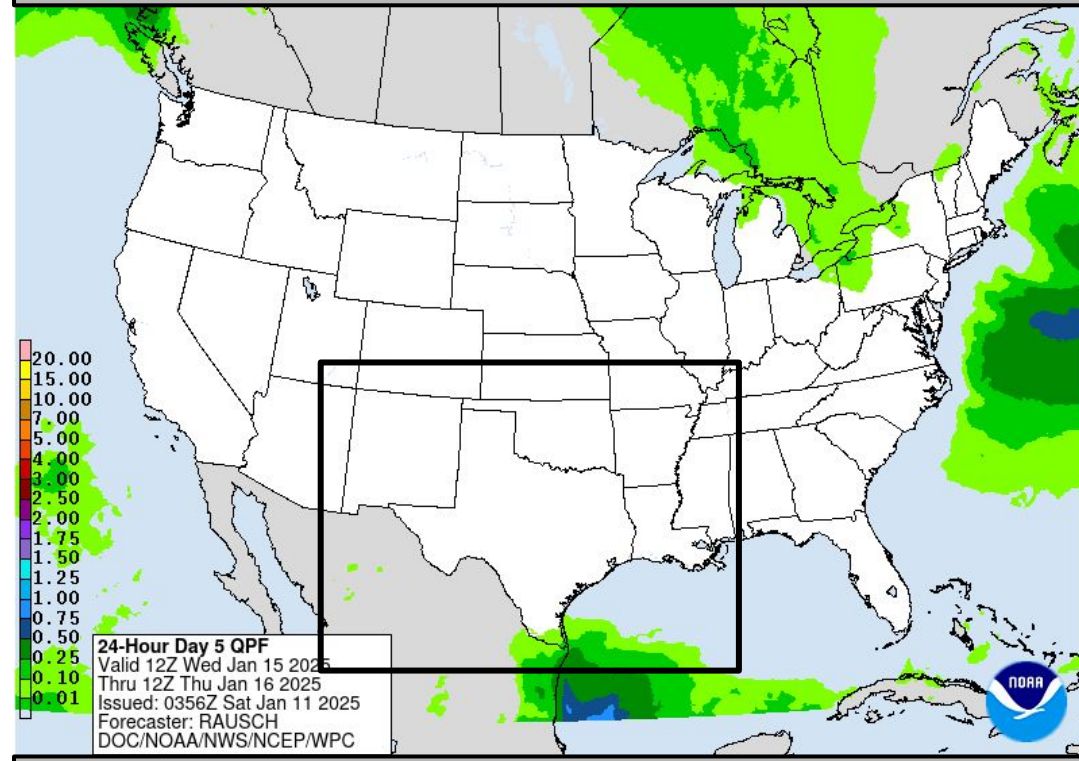 20.00
15.00
10.00
7.00
5.00
4.00
3.00
2.50
2.00
1.75
1.50
1.25
1.00
0.75
0.50
0.25
0.10
0.01
24-Hour Day 5 QPF
Valid 12Z Wed Jan 15 2025
Thru 12Z Thu Jan 16 2025
Issued: 0356Z Sat Jan 11 2025
Forecaster: RAUSCH
DOC/NOAA/NWS/NCEP/WPC
NOAA